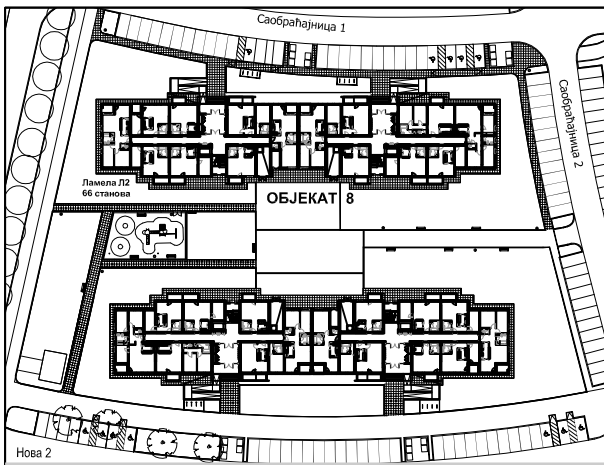 Саобраћајница 1
Саобраћајница 2
Ламела Л2
66 станова
ОБЈЕКАТ 8
Нова 2